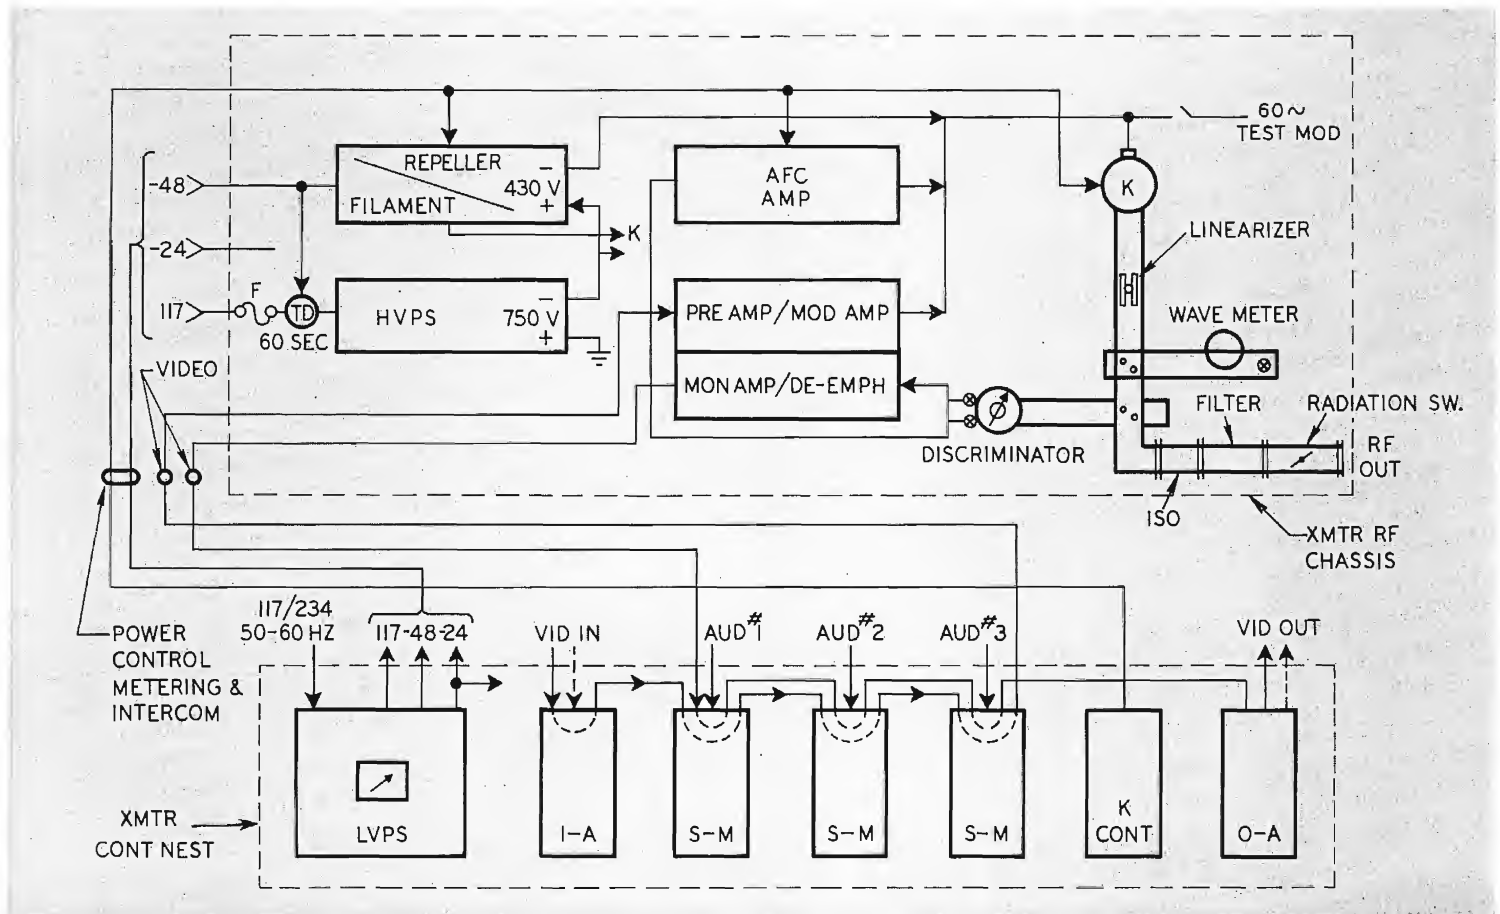 60~
TEST MOD
REPELLER
−
430 V
+
FILAMENT
AFC
AMP
K
-48
-24
117
F
TD
60 SEC
K
HVPS
−
750 V
+
PRE AMP/MOD AMP
MON AMP/DE-EMPH
LINEARIZER
WAVE METER
VIDEO
FILTER
RADIATION SW.
RF
OUT
DISCRIMINATOR
ISO
XMTR RF
CHASSIS
POWER
CONTROL
METERING &
INTERCOM
117/234
50-60 HZ
117-48-24
VID IN
AUD #1
AUD #2
AUD #3
VID OUT
XMTR
CONT NEST
LVPS
I-A
S-M
S-M
S-M
K
CONT
O-A